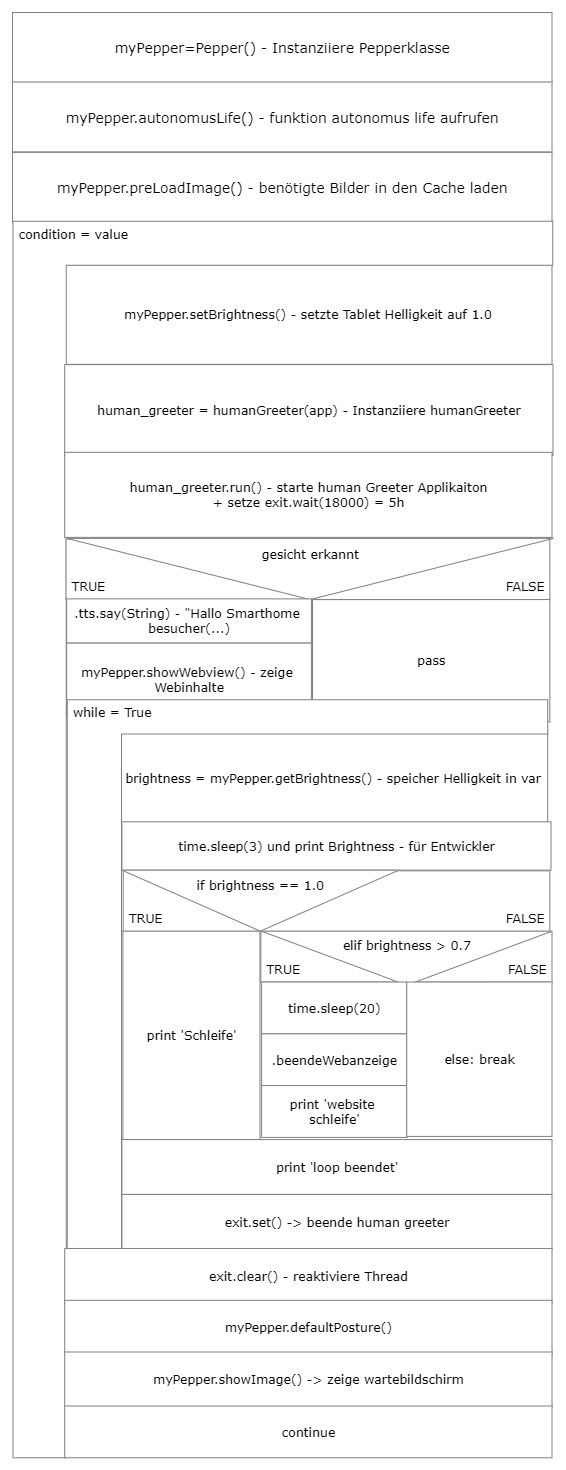 myPepper=Pepper() - Instanziiere Pepperklasse
myPepper.autonomusLife() - funktion autonomus life aufrufen
myPepper.preLoadImage() - benötigte Bilder in den Cache laden
condition = value
myPepper.setBrightness() - setzte Tablet Helligkeit auf 1.0
human_greeter = humanGreeter(app) - Instanziiere humanGreeter
human_greeter.run() - starte human Greeter Applikaiton
+ setze exit.wait(18000) = 5h
gesicht erkannt
TRUE
FALSE
.tts.say(String) - "Hallo Smarthome
besucher(...)
pass
myPepper.showWebview() - zeige
Webinhalte
while = True
brightness = myPepper.getBrightness() - speicher Helligkeit in var
time.sleep(3) und print Brightness - für Entwickler
if brightness == 1.0
TRUE
FALSE
elif brightness > 0.7
TRUE
FALSE
print 'Schleife'
time.sleep(20)
.beendeWebanzeige
else: break
print 'website
schleife'
print 'loop beendet'
exit.set() -> beende human greeter
exit.clear() - reaktiviere Thread
myPepper.defaultPosture()
myPepper.showImage() -> zeige wartebildschirm
continue